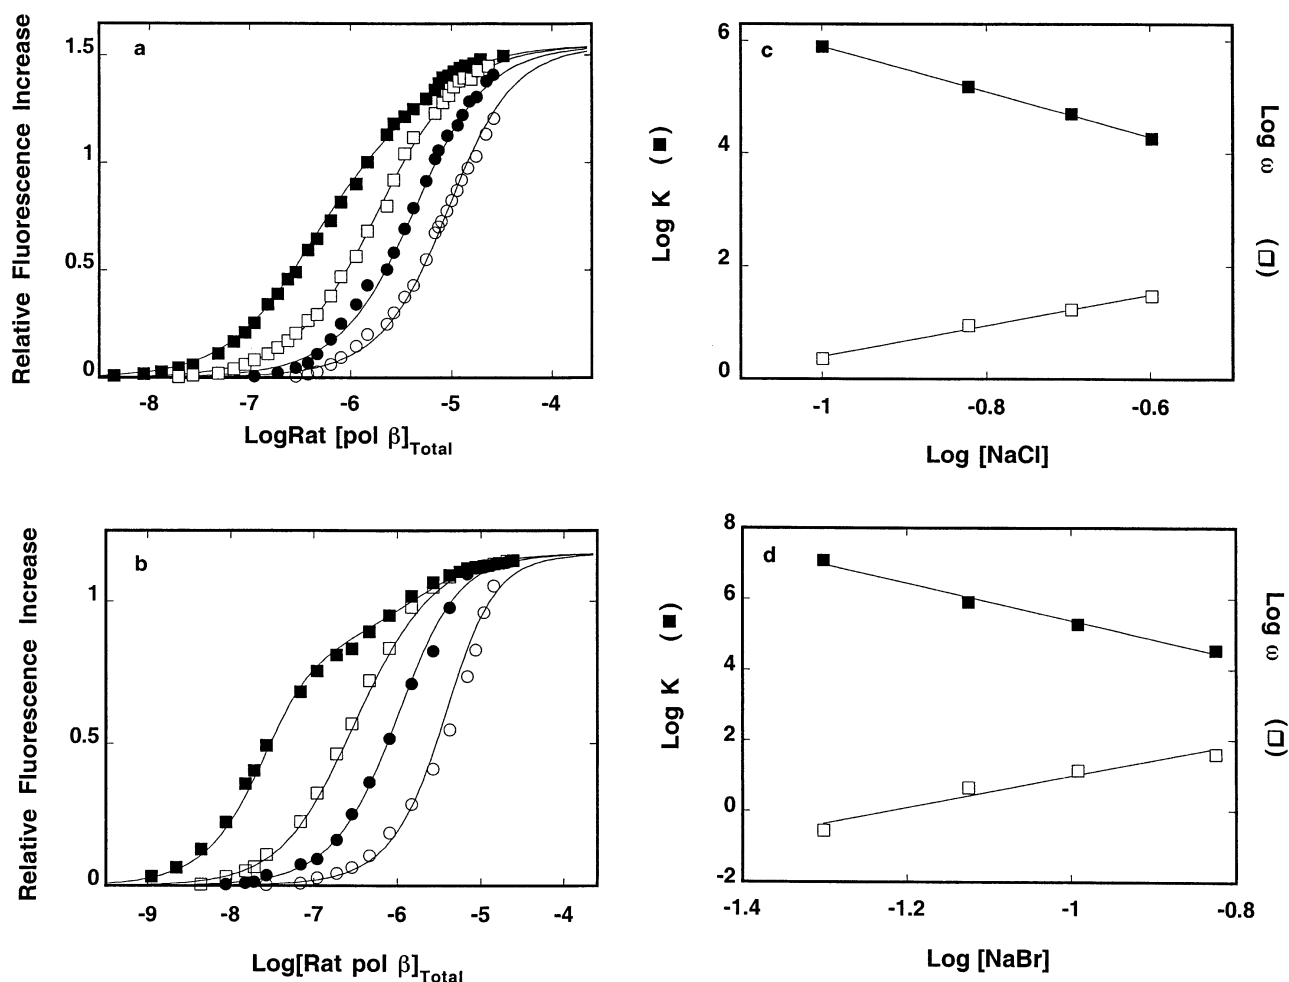 a
Relative Fluorescence Increase
1.5
1
0.5
0
-8 -7 -6 -5 -4
LogRat [pol β]Total
c
Log K (■)
6
4
2
0
Log ω (□)
-1 -0.8 -0.6
Log [NaCl]
b
Relative Fluorescence Increase
1
0.5
0
-9 -8 -7 -6 -5 -4
Log[Rat pol β]Total
d
Log K (■)
8
6
4
2
0
-2
Log ω (□)
-1.4 -1.2 -1 -0.8
Log [NaBr]